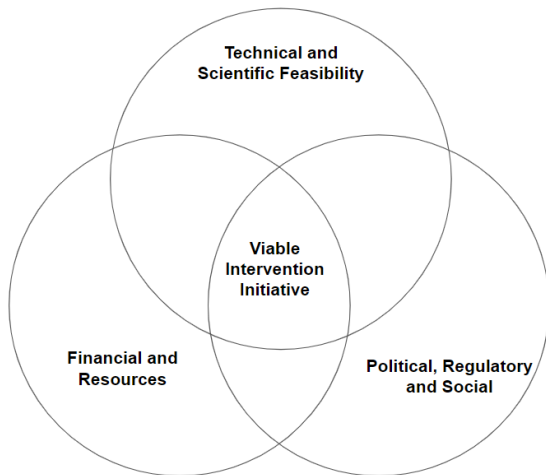 Technical and
Scientific Feasibility
Viable
Intervention
Initiative
Financial and
Resources
Political, Regulatory
and Social